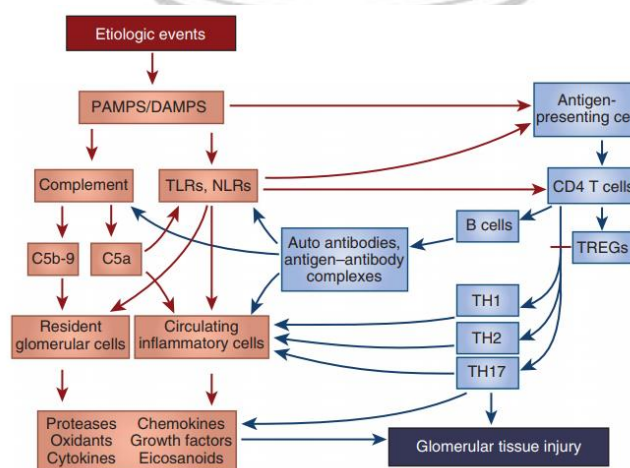 Etiologic events
PAMPS/DAMPS
Antigen-
presenting ce
Complement
TLRs, NLRs
CD4 T cells
B cells
Auto antibodies,
antigen–antibody
complexes
TREGs
C5b-9
C5a
TH1
Resident
glomerular cells
Circulating
inflammatory cells
TH2
TH17
Proteases
Oxidants
Cytokines
Chemokines
Growth factors
Eicosanoids
Glomerular tissue injury